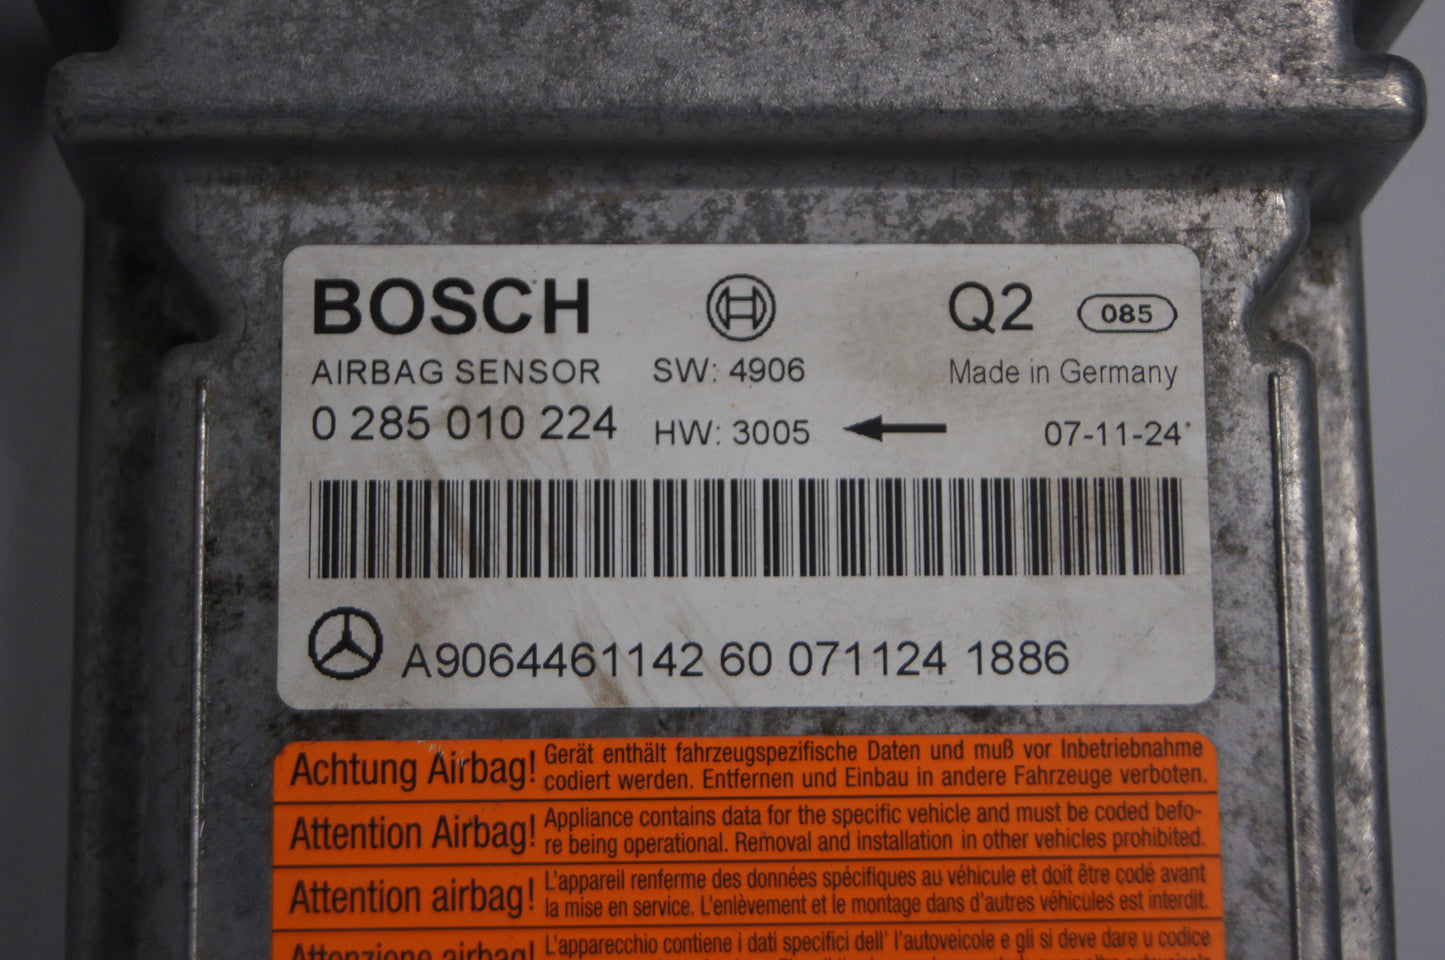 BOSCH Q2 085
AIRBAG SENSOR SW: 4906 Made in Germany
0 285 010 224 HW: 3005 07-11-24*
A9064461142 60 071124 1886
Achtung Airbag! Gerät enthält fahrzeugspezifische Daten und muß vor Inbetriebnahme
codiert werden. Entfernen und Einbau in andere Fahrzeuge verboten.
Attention Airbag! Appliance contains data for the specific vehicle and must be coded befo-
re being operational. Removal and installation in other vehicles prohibited.
Attention airbag! L'appareil renferme des données spécifiques au véhicule et doit être codé avant
la mise en service. L'enlèvement et le montage dans d'autres véhicules est interdit.
Attenzione airbag! L'apparecchio contiene i dati specifici dell' l'autoveicole e gli si deve dare u codice